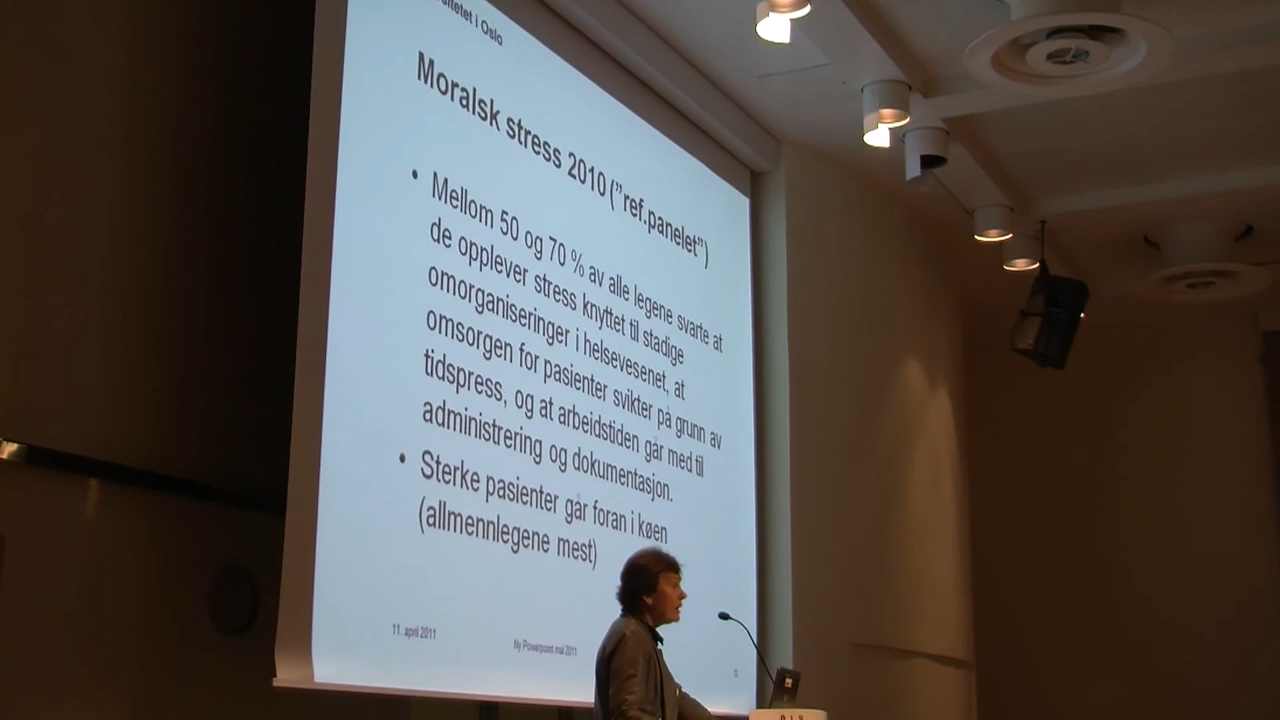 i Oslo
Moralsk stress 2010 ("ref.panelet")
• Mellom 50 og 70 % av alle legene svarte at
de opplever stress knyttet til stadige
omorganiseringer i helsevesenet, at
omsorgen for pasienter svikter på grunn av
tidspress, og at arbeidstiden går med til
administrering og dokumentasjon.
• Sterke pasienter går foran i køen
(allmennlegene mest)
11. april 2011
Ny Powerpoint mal 2011